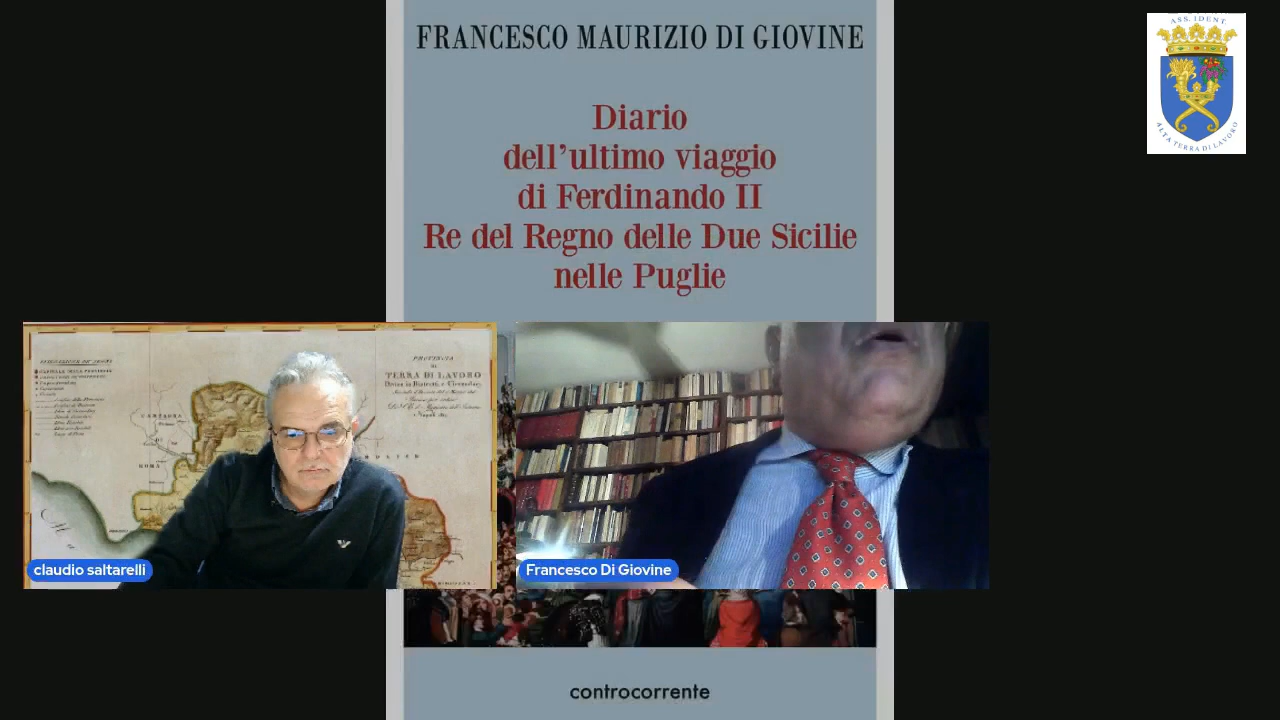 FRANCESCO MAURIZIO DI GIOVINE
Diario
dell'ultimo viaggio
di Ferdinando II
Re del Regno delle Due Sicilie
nelle Puglie
ASS. IDENT.
ALTA TERRA DI LAVORO
PROVINCIA
DI
TERRA DI LAVORO
ROMA
claudio saltarelli
Francesco Di Giovine
controcorrente